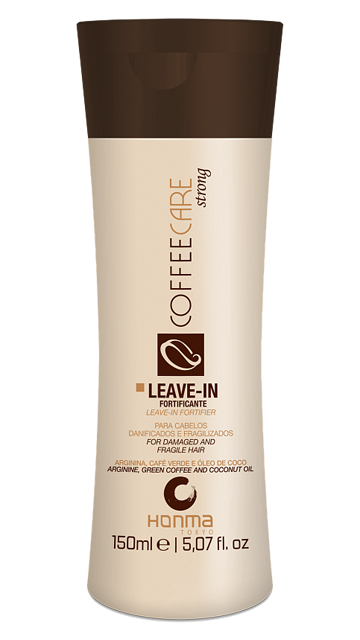 COFFEECARE
strong
LEAVE-IN
FORTIFICANTE
LEAVE-IN FORTIFIER
PARA CABELOS
DANIFICADOS E FRAGILIZADOS
FOR DAMAGED AND
FRAGILE HAIR
ARGININA, CAFÉ VERDE E ÓLEO DE COCO
ARGININE, GREEN COFFEE AND COCONUT OIL
HONMA
TOKYO
150ml ℮ | 5,07 fl. oz